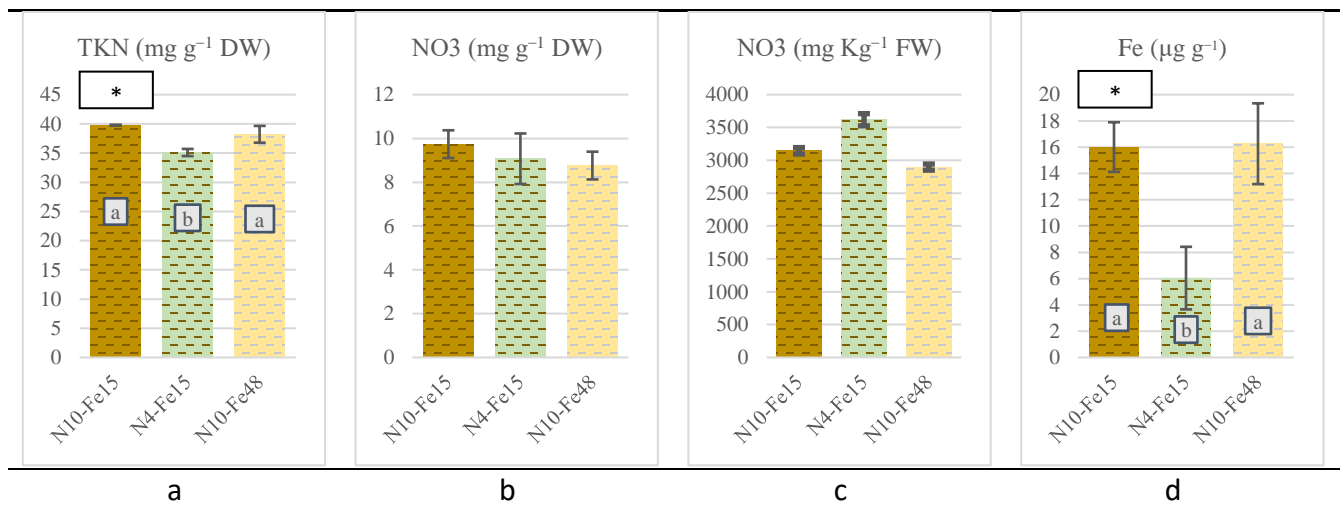 TKN (mg g⁻¹ DW)
*
45
40
35
30
25
20
15
10
5
0
a
b
a
N10-Fe15
N4-Fe15
N10-Fe48
a
NO3 (mg g⁻¹ DW)
12
10
8
6
4
2
0
N10-Fe15
N4-Fe15
N10-Fe48
b
NO3 (mg Kg⁻¹ FW)
4000
3500
3000
2500
2000
1500
1000
500
0
N10-Fe15
N4-Fe15
N10-Fe48
c
Fe (μg g⁻¹)
*
20
18
16
14
12
10
8
6
4
2
0
a
b
a
N10-Fe15
N4-Fe15
N10-Fe48
d